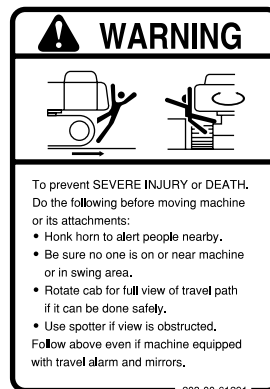 WARNING
To prevent SEVERE INJURY or DEATH.
Do the following before moving machine
or its attachments:
• Honk horn to alert people nearby.
• Be sure no one is on or near machine
or in swing area.
• Rotate cab for full view of travel path
if it can be done safely.
• Use spotter if view is obstructed.
Follow above even if machine equipped
with travel alarm and mirrors.